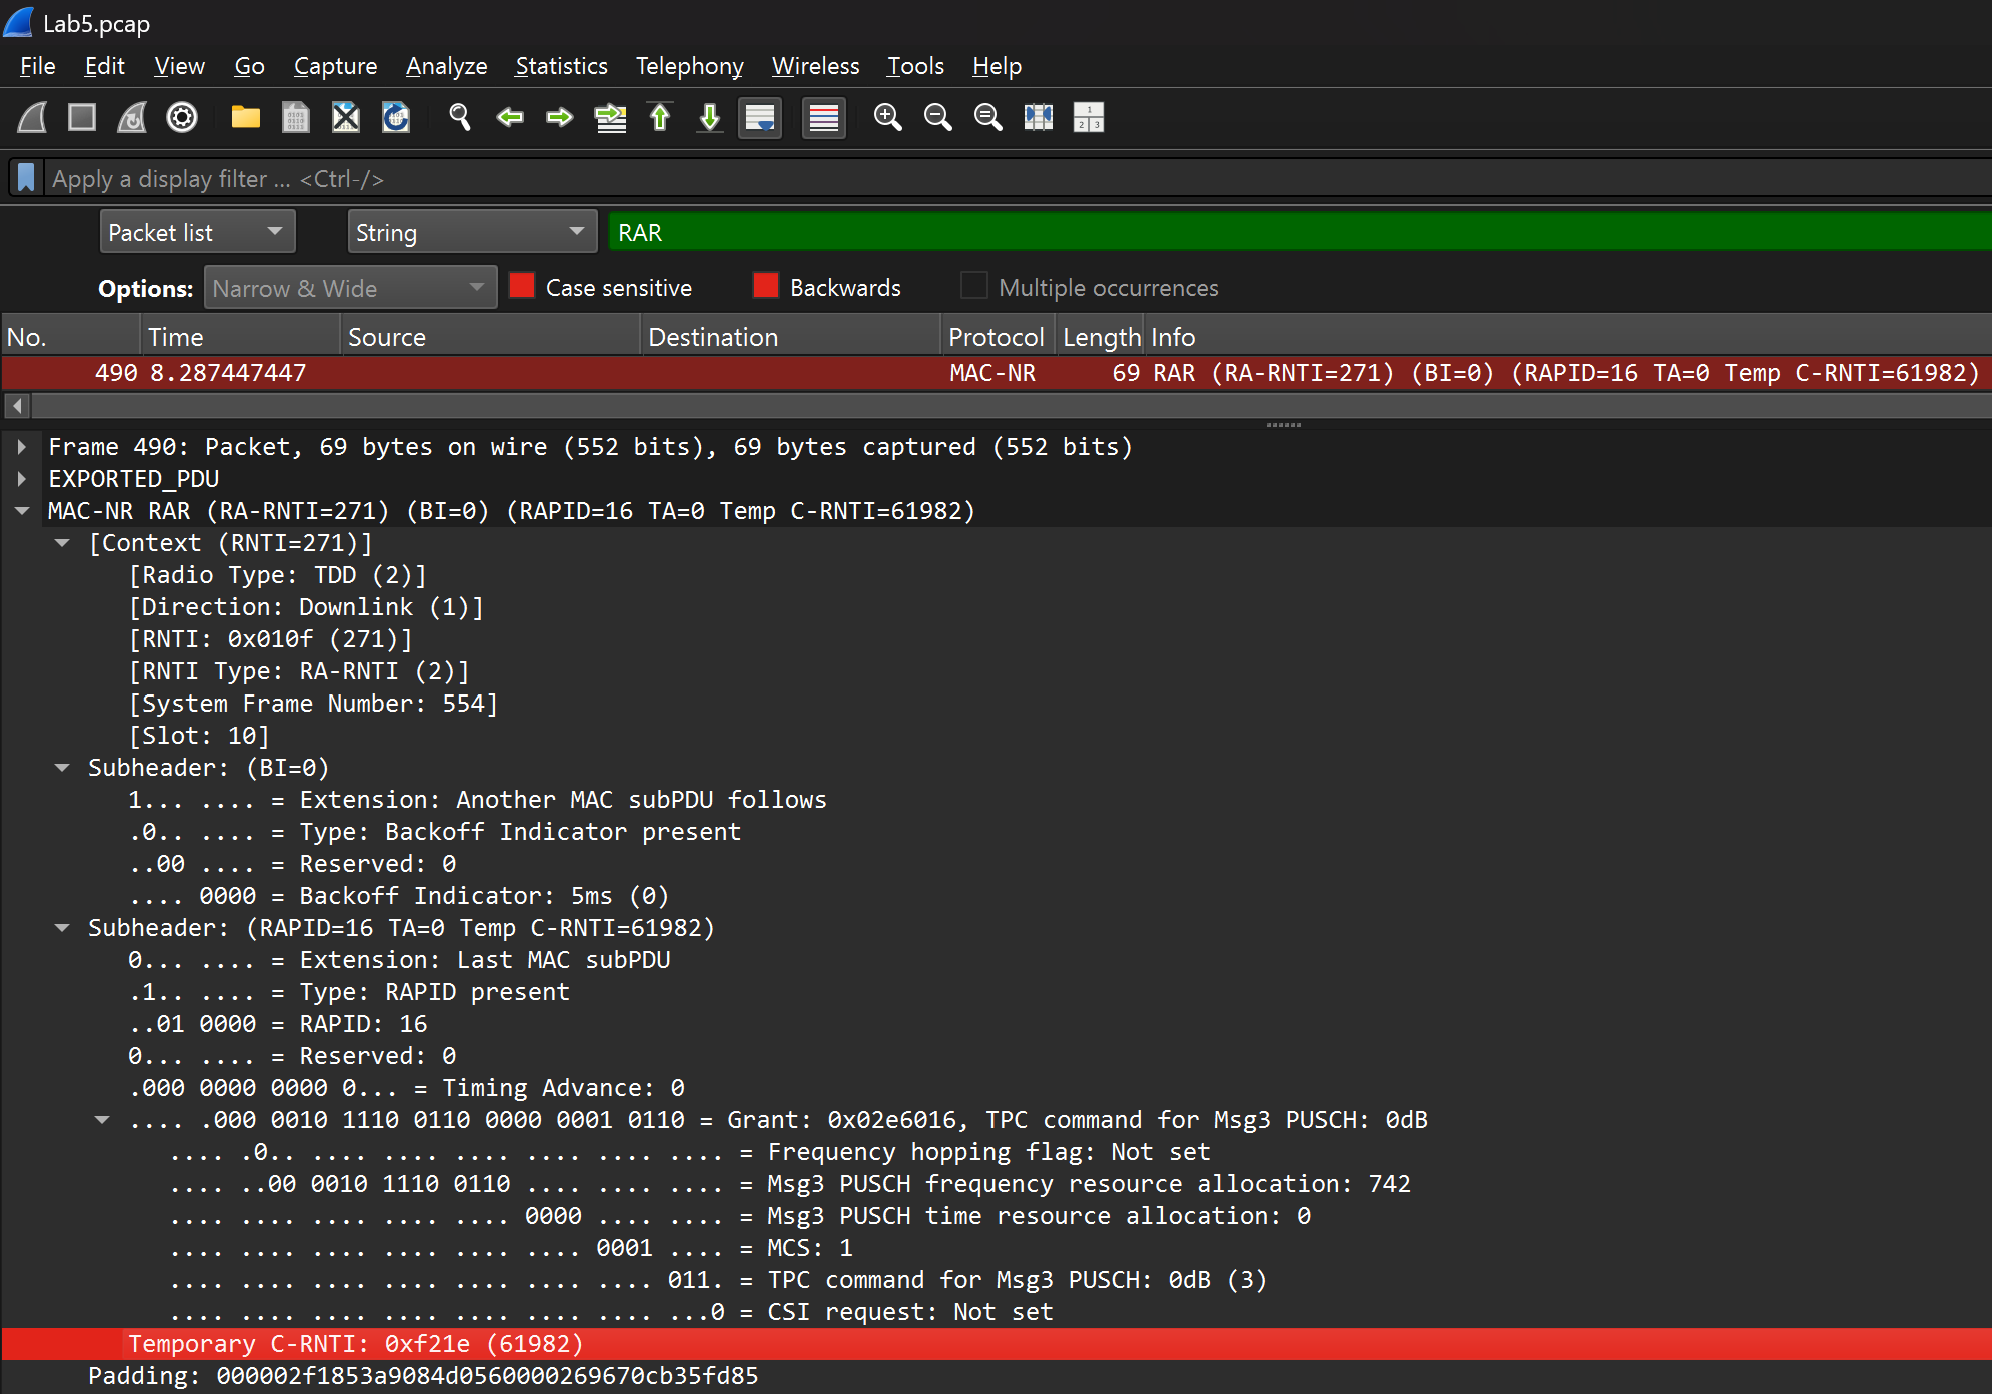 Lab5.pcap
File Edit View Go Capture Analyze Statistics Telephony Wireless Tools Help
Apply a display filter ... <Ctrl-/>
Packet list String RAR
Options: Narrow & Wide Case sensitive Backwards Multiple occurrences
No. Time Source Destination Protocol Length Info
490 8.287447447 MAC-NR 69 RAR (RA-RNTI=271) (BI=0) (RAPID=16 TA=0 Temp C-RNTI=61982)
Frame 490: Packet, 69 bytes on wire (552 bits), 69 bytes captured (552 bits)
EXPORTED_PDU
MAC-NR RAR (RA-RNTI=271) (BI=0) (RAPID=16 TA=0 Temp C-RNTI=61982)
[Context (RNTI=271)]
[Radio Type: TDD (2)]
[Direction: Downlink (1)]
[RNTI: 0x010f (271)]
[RNTI Type: RA-RNTI (2)]
[System Frame Number: 554]
[Slot: 10]
Subheader: (BI=0)
1... .... = Extension: Another MAC subPDU follows
.0.. .... = Type: Backoff Indicator present
..00 .... = Reserved: 0
.... 0000 = Backoff Indicator: 5ms (0)
Subheader: (RAPID=16 TA=0 Temp C-RNTI=61982)
0... .... = Extension: Last MAC subPDU
.1.. .... = Type: RAPID present
..01 0000 = RAPID: 16
0... .... = Reserved: 0
.000 0000 0000 0... = Timing Advance: 0
.... .000 0010 1110 0110 0000 0001 0110 = Grant: 0x02e6016, TPC command for Msg3 PUSCH: 0dB
.... .0.. .... .... .... .... .... .... = Frequency hopping flag: Not set
.... ..00 0010 1110 0110 .... .... .... = Msg3 PUSCH frequency resource allocation: 742
.... .... .... .... .... 0000 .... .... = Msg3 PUSCH time resource allocation: 0
.... .... .... .... .... .... 0001 .... = MCS: 1
.... .... .... .... .... .... .... 011. = TPC command for Msg3 PUSCH: 0dB (3)
.... .... .... .... .... .... .... ...0 = CSI request: Not set
Temporary C-RNTI: 0xf21e (61982)
Padding: 000002f1853a9084d0560000269670cb35fd85